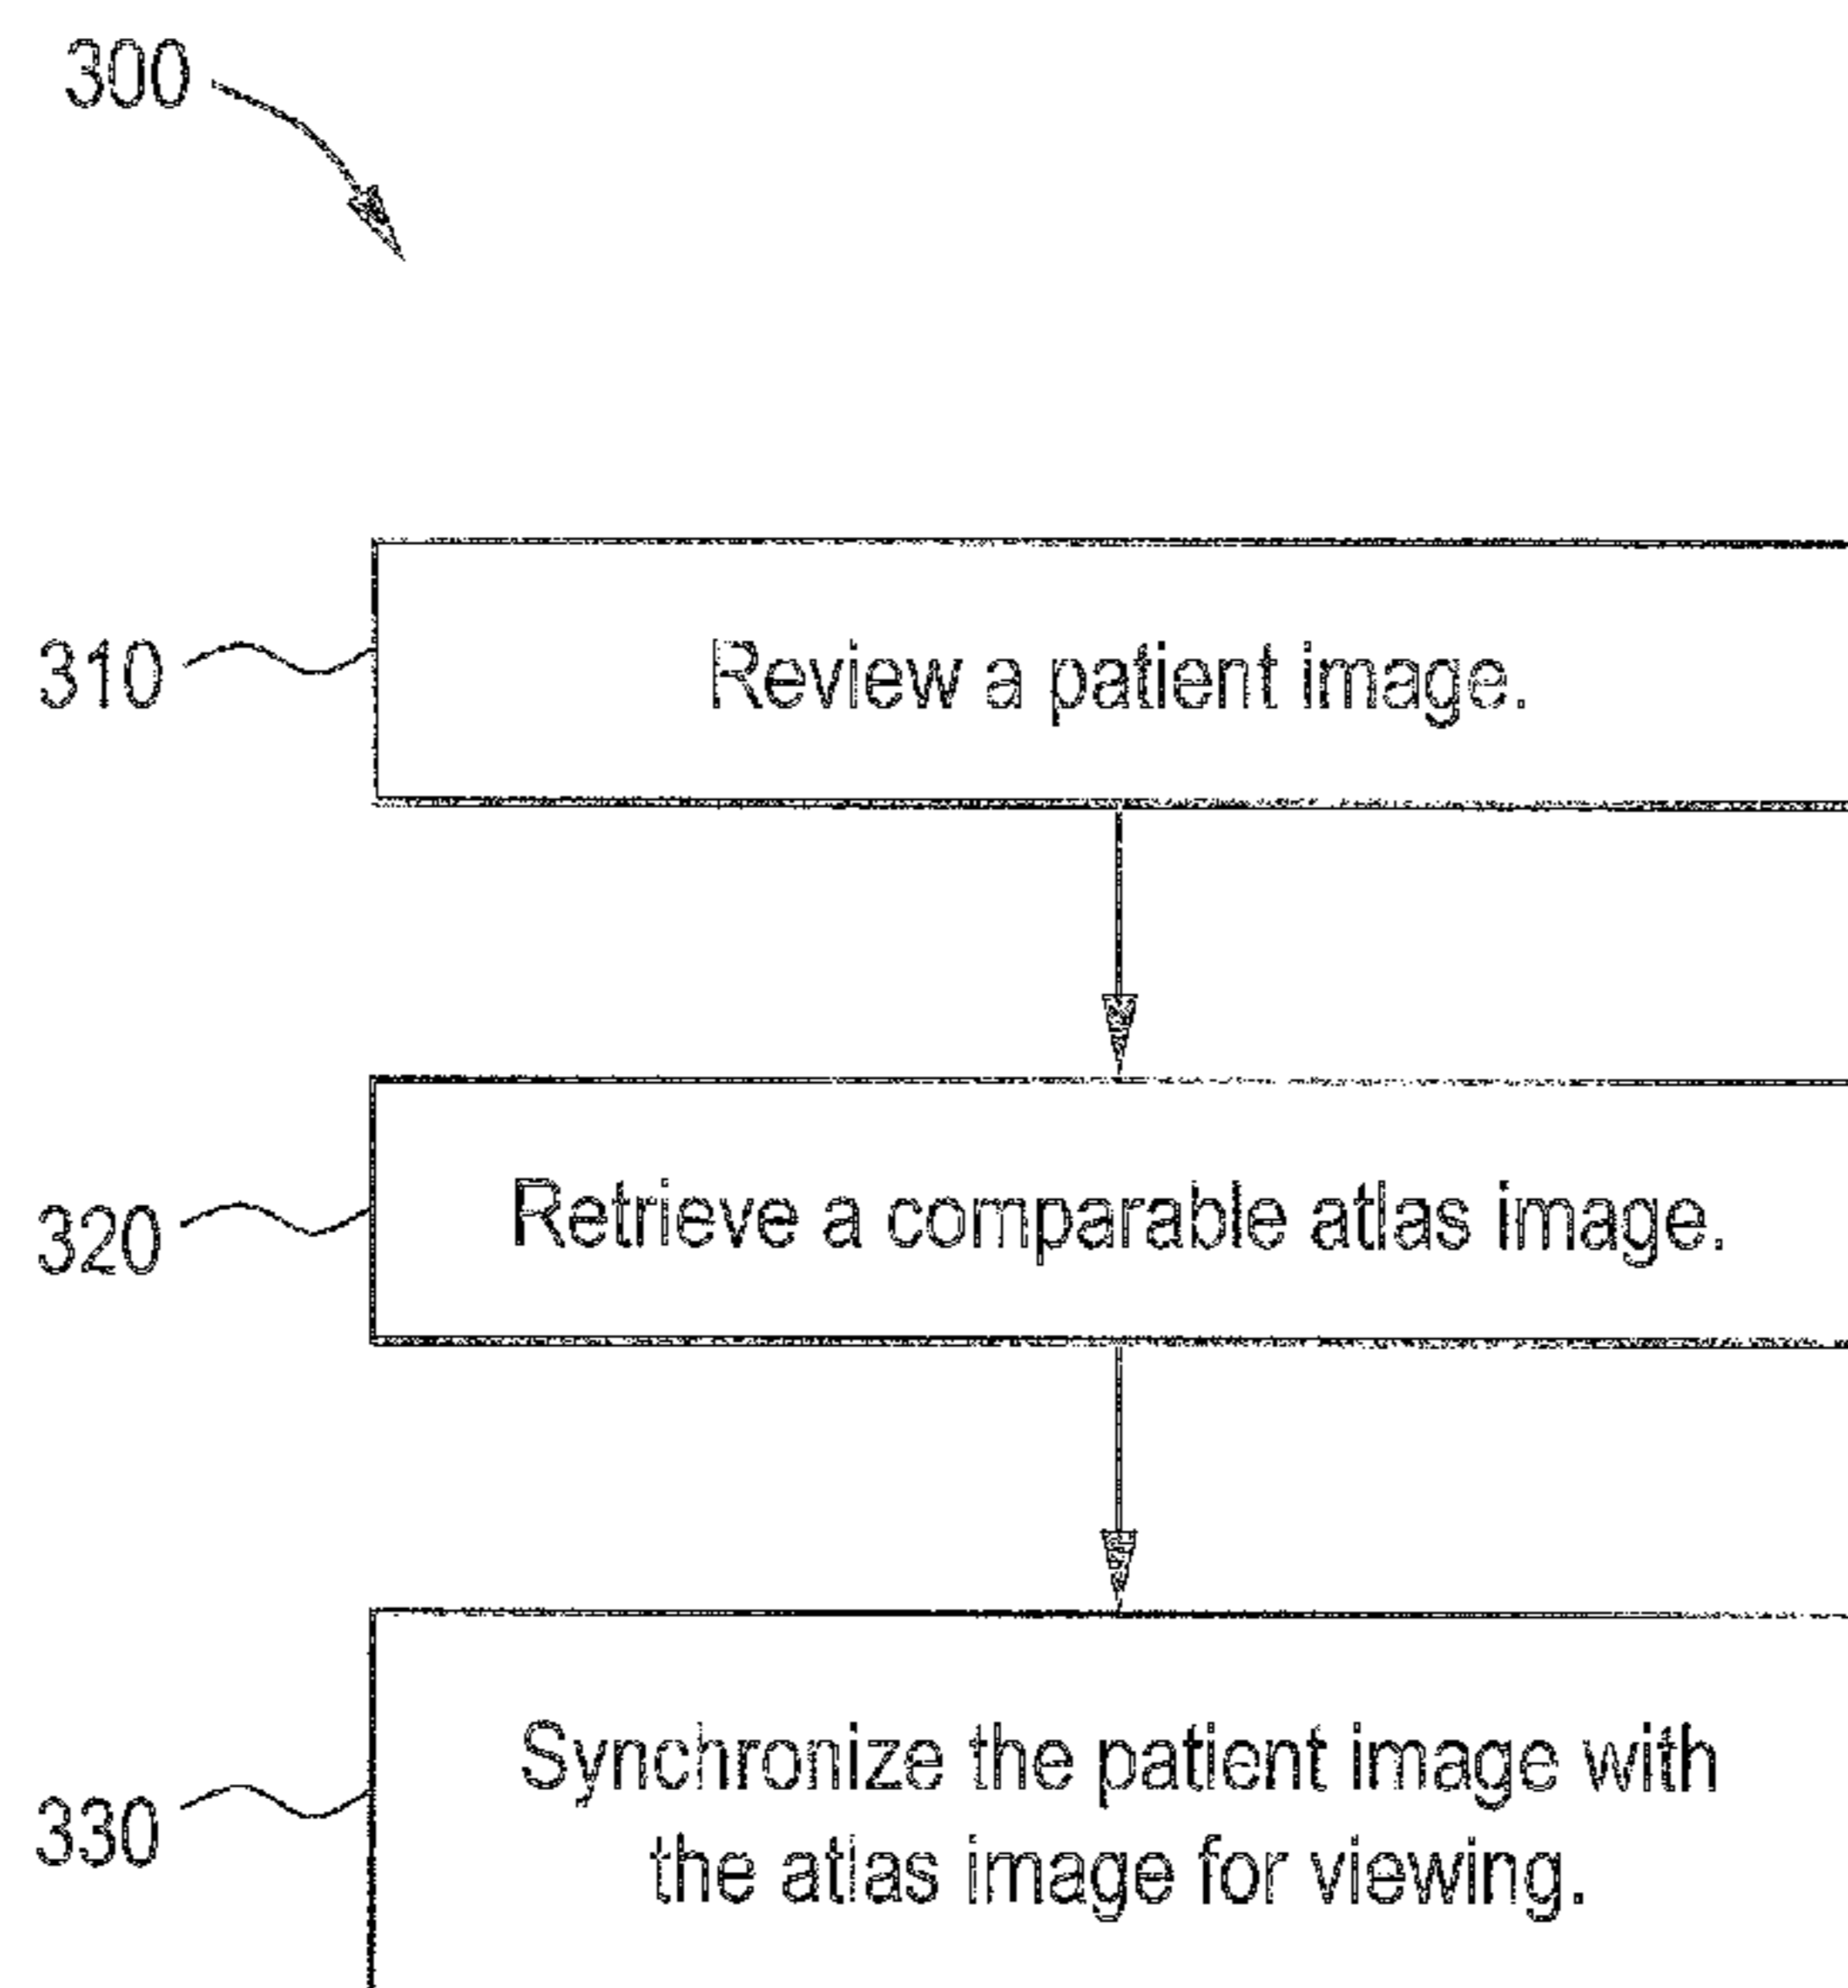 300
310
Review a patient image.
320
Retrieve a comparable atlas image.
330
Synchronize the patient image with
the atlas image for viewing.